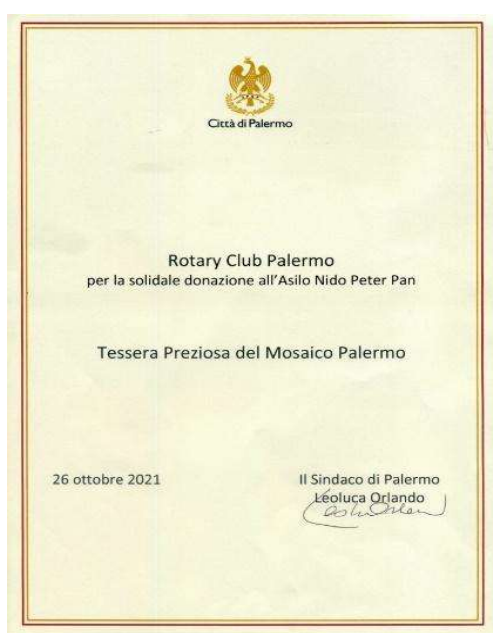 Città di Palermo
Rotary Club Palermo
per la solidale donazione all'Asilo Nido Peter Pan
Tessera Preziosa del Mosaico Palermo
26 ottobre 2021
Il Sindaco di Palermo
Leoluca Orlando